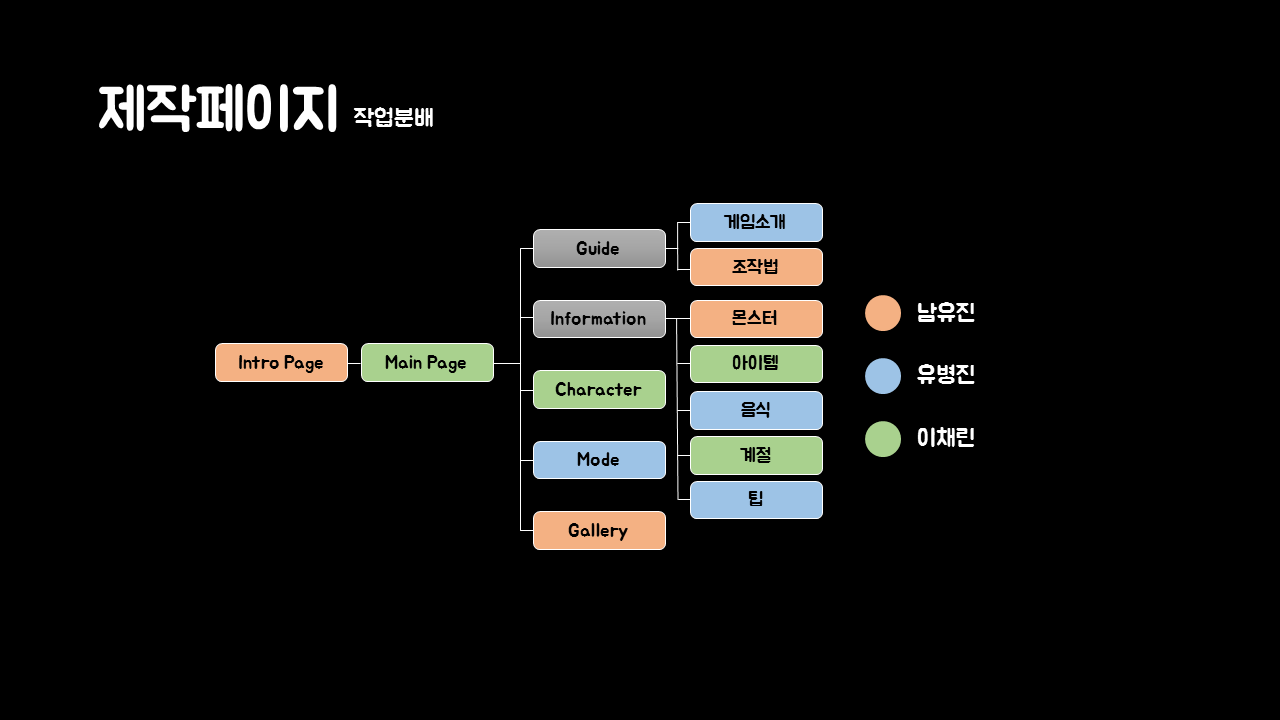 제작페이지 작업분배
Intro Page
Main Page
Guide
게임소개
조작법
Information
몬스터
아이템
음식
계절
팁
Character
Mode
Gallery
남유진
유병진
이채린